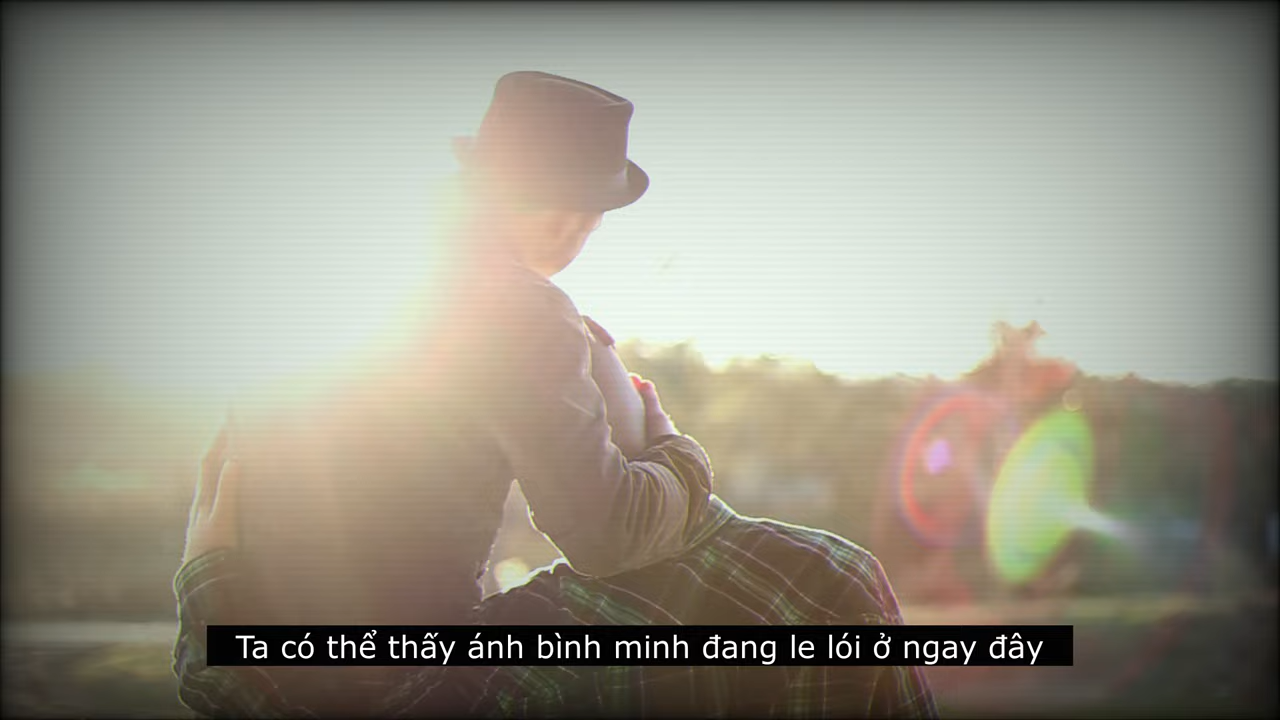 Ta có thể thấy ánh bình minh đang le lói ở ngay đây